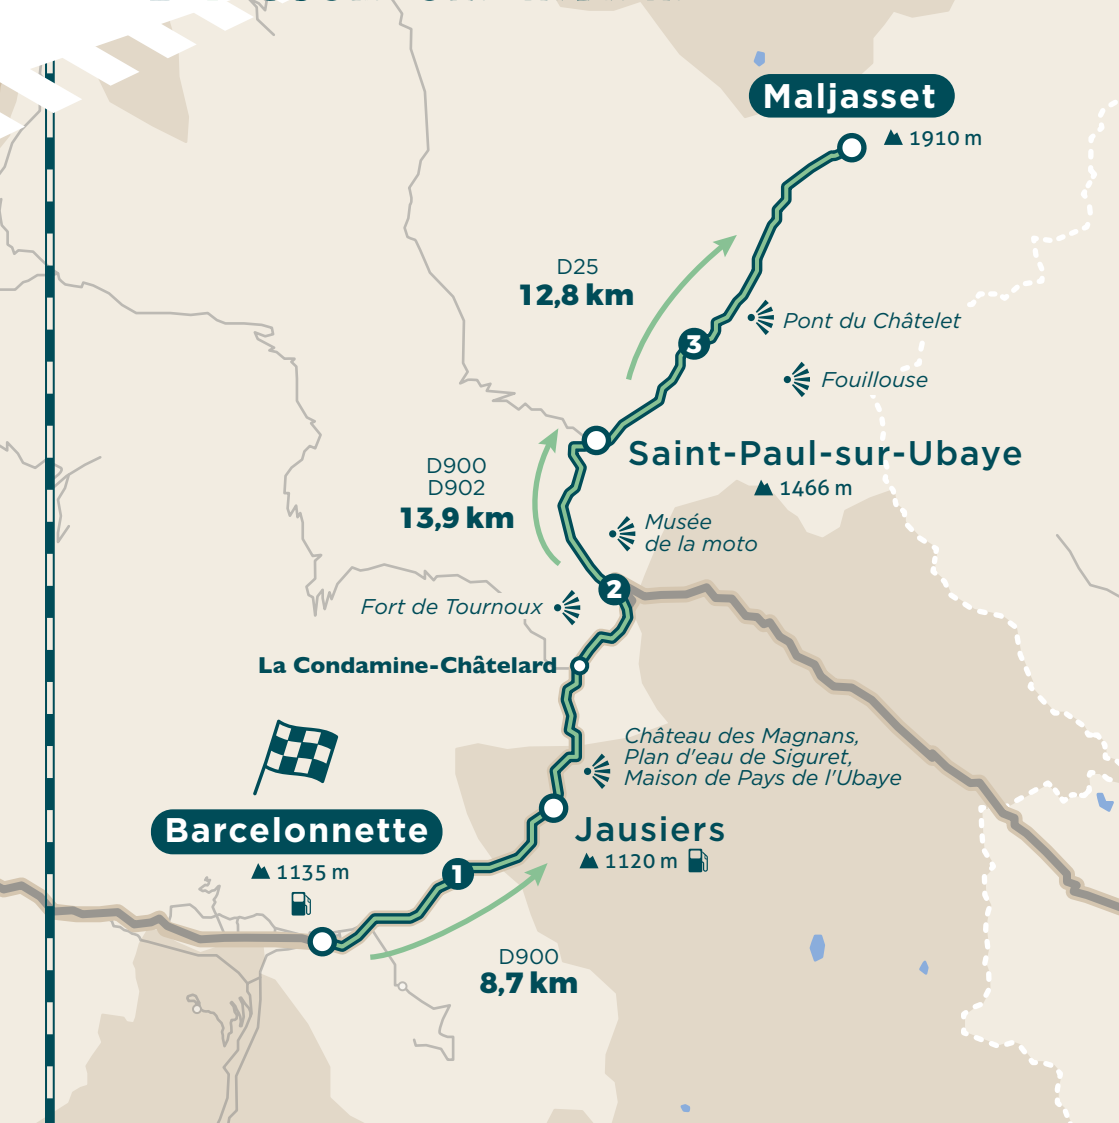 Maljasset
1910 m
D25
12,8 km
Pont du Châtelet
3
Fouillouse
Saint-Paul-sur-Ubaye
1466 m
D900
D902
13,9 km
Musée
de la moto
2
Fort de Tournoux
La Condamine-Châtelard
Château des Magnans,
Plan d'eau de Siguret,
Maison de Pays de l'Ubaye
Barcelonnette
1135 m
Jausiers
1120 m
1
D900
8,7 km